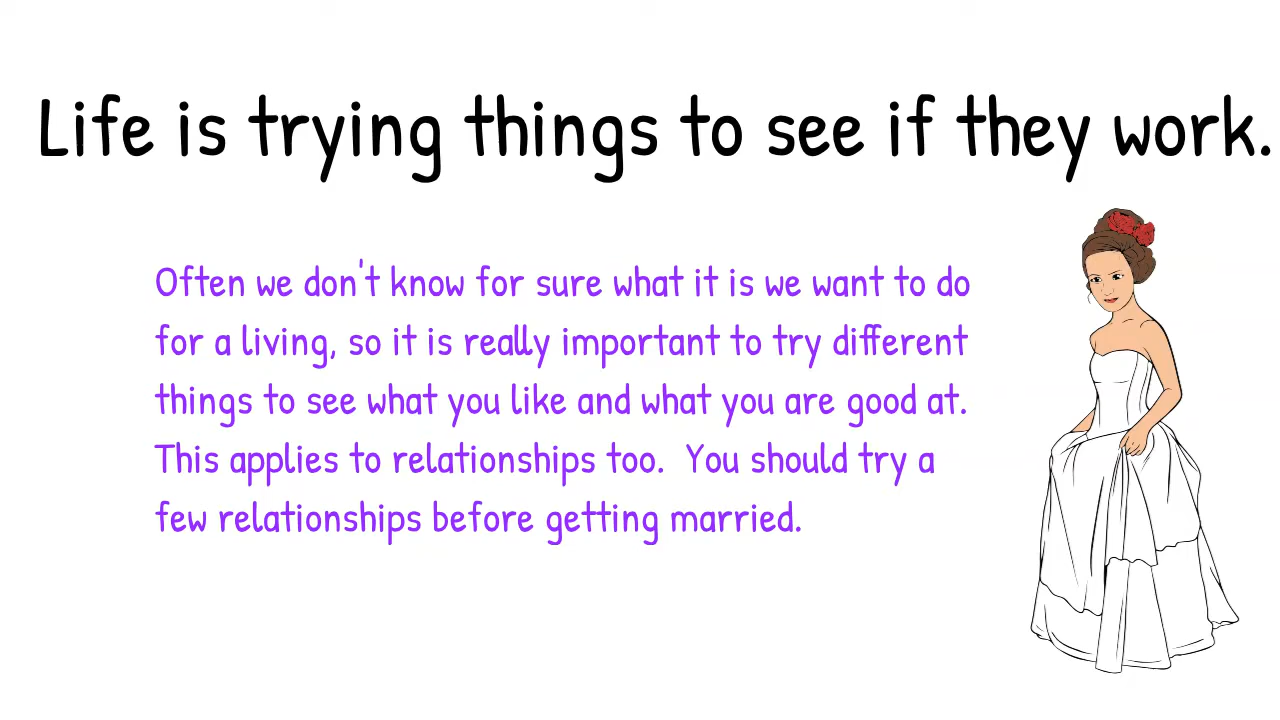 Life is trying things to see if they work.
Often we don't know for sure what it is we want to do
for a living, so it is really important to try different
things to see what you like and what you are good at.
This applies to relationships too.  You should try a
few relationships before getting married.